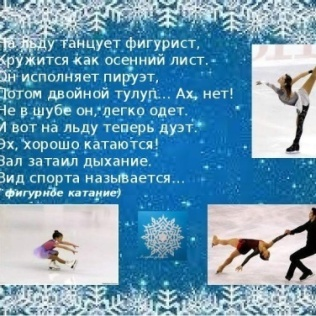 На льду танцует фигурист,
Кружится как осенний лист.
Он исполняет пируэт,
Потом двойной тулуп... Ах, нет!
Не в шубе он, легко одет.
И вот на льду теперь дуэт.
Эх, хорошо катаются!
Зал затаил дыхание.
Вид спорта называется...
(фигурное катание)